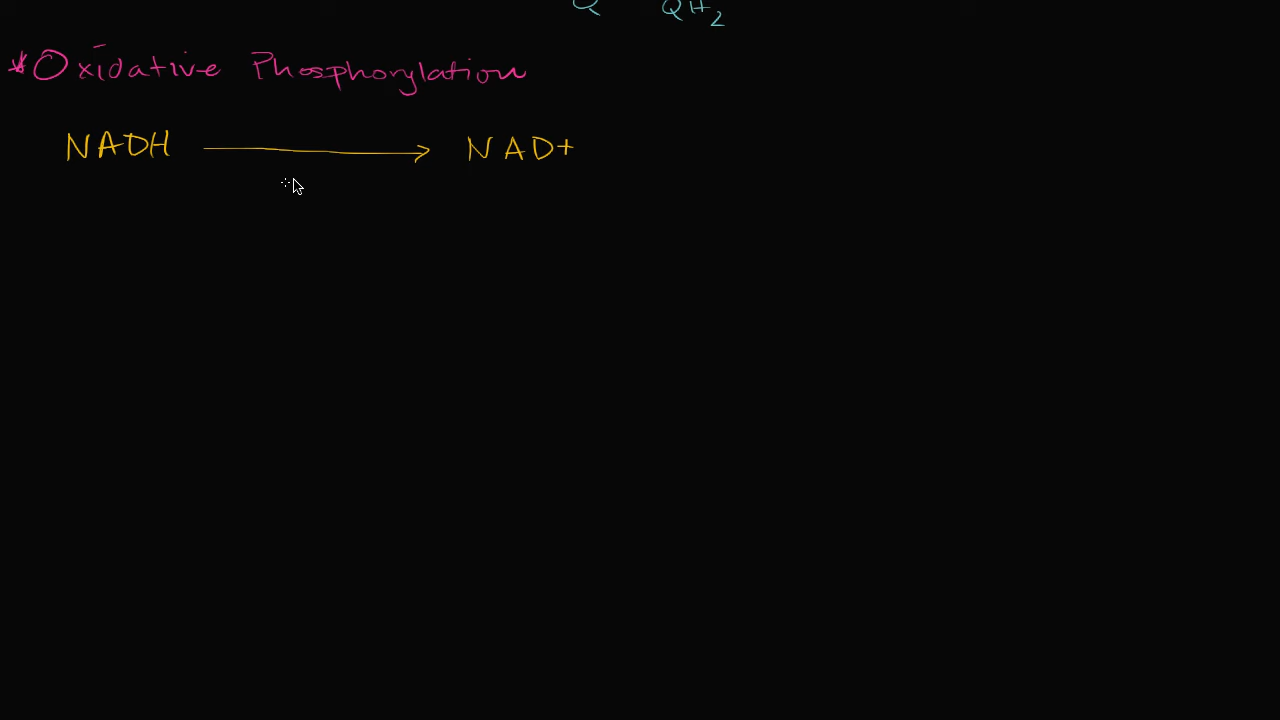 Q QH2
*Oxidative Phosphorylation
NADH → NAD+